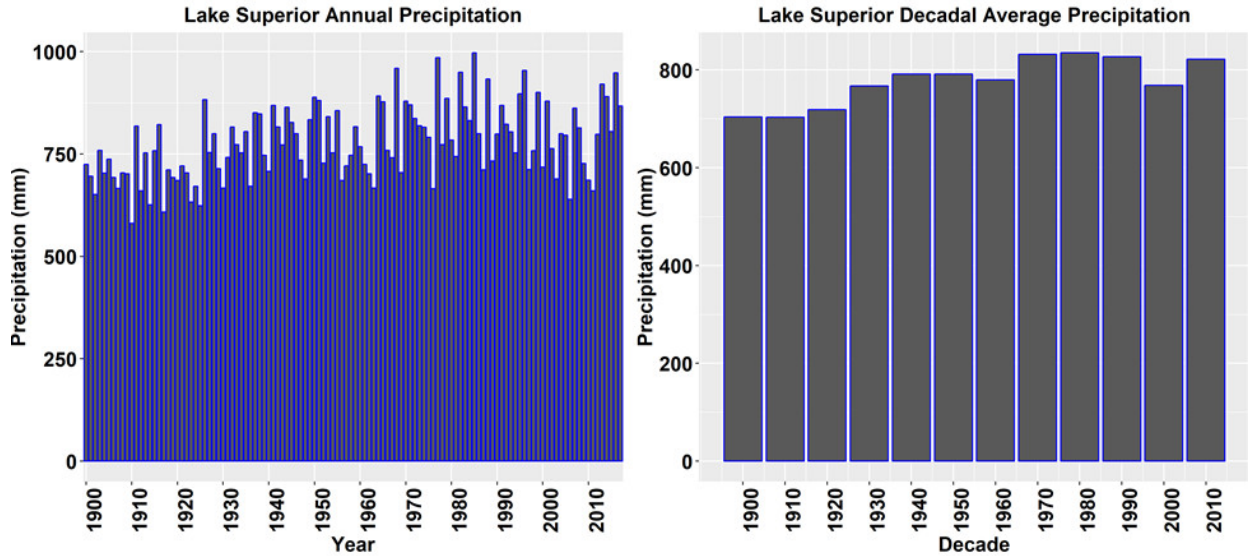 Lake Superior Annual Precipitation
Precipitation (mm)
1000
750
500
250
0
1900 1910 1920 1930 1940 1950 1960 1970 1980 1990 2000 2010
Year
Lake Superior Decadal Average Precipitation
Precipitation (mm)
800
600
400
200
0
1900 1910 1920 1930 1940 1950 1960 1970 1980 1990 2000 2010
Decade